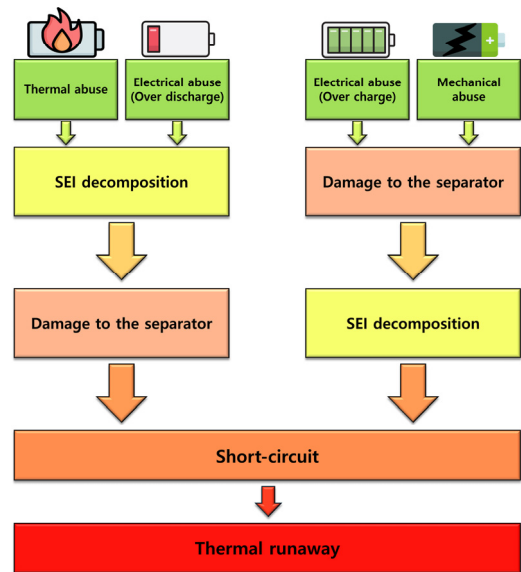 Thermal abuse
Electrical abuse
(Over discharge)
Electrical abuse
(Over charge)
Mechanical
abuse
SEI decomposition
Damage to the separator
Damage to the separator
SEI decomposition
Short-circuit
Thermal runaway